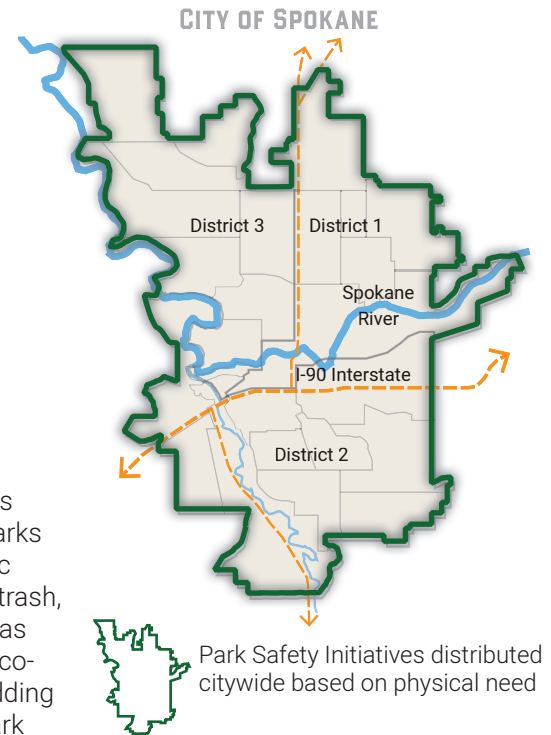 CITY OF SPOKANE
District 3
District 1
Spokane
River
I-90 Interstate
District 2
s
arks
c
trash,
as
co-
dding
ark
Park Safety Initiatives distributed
citywide based on physical need